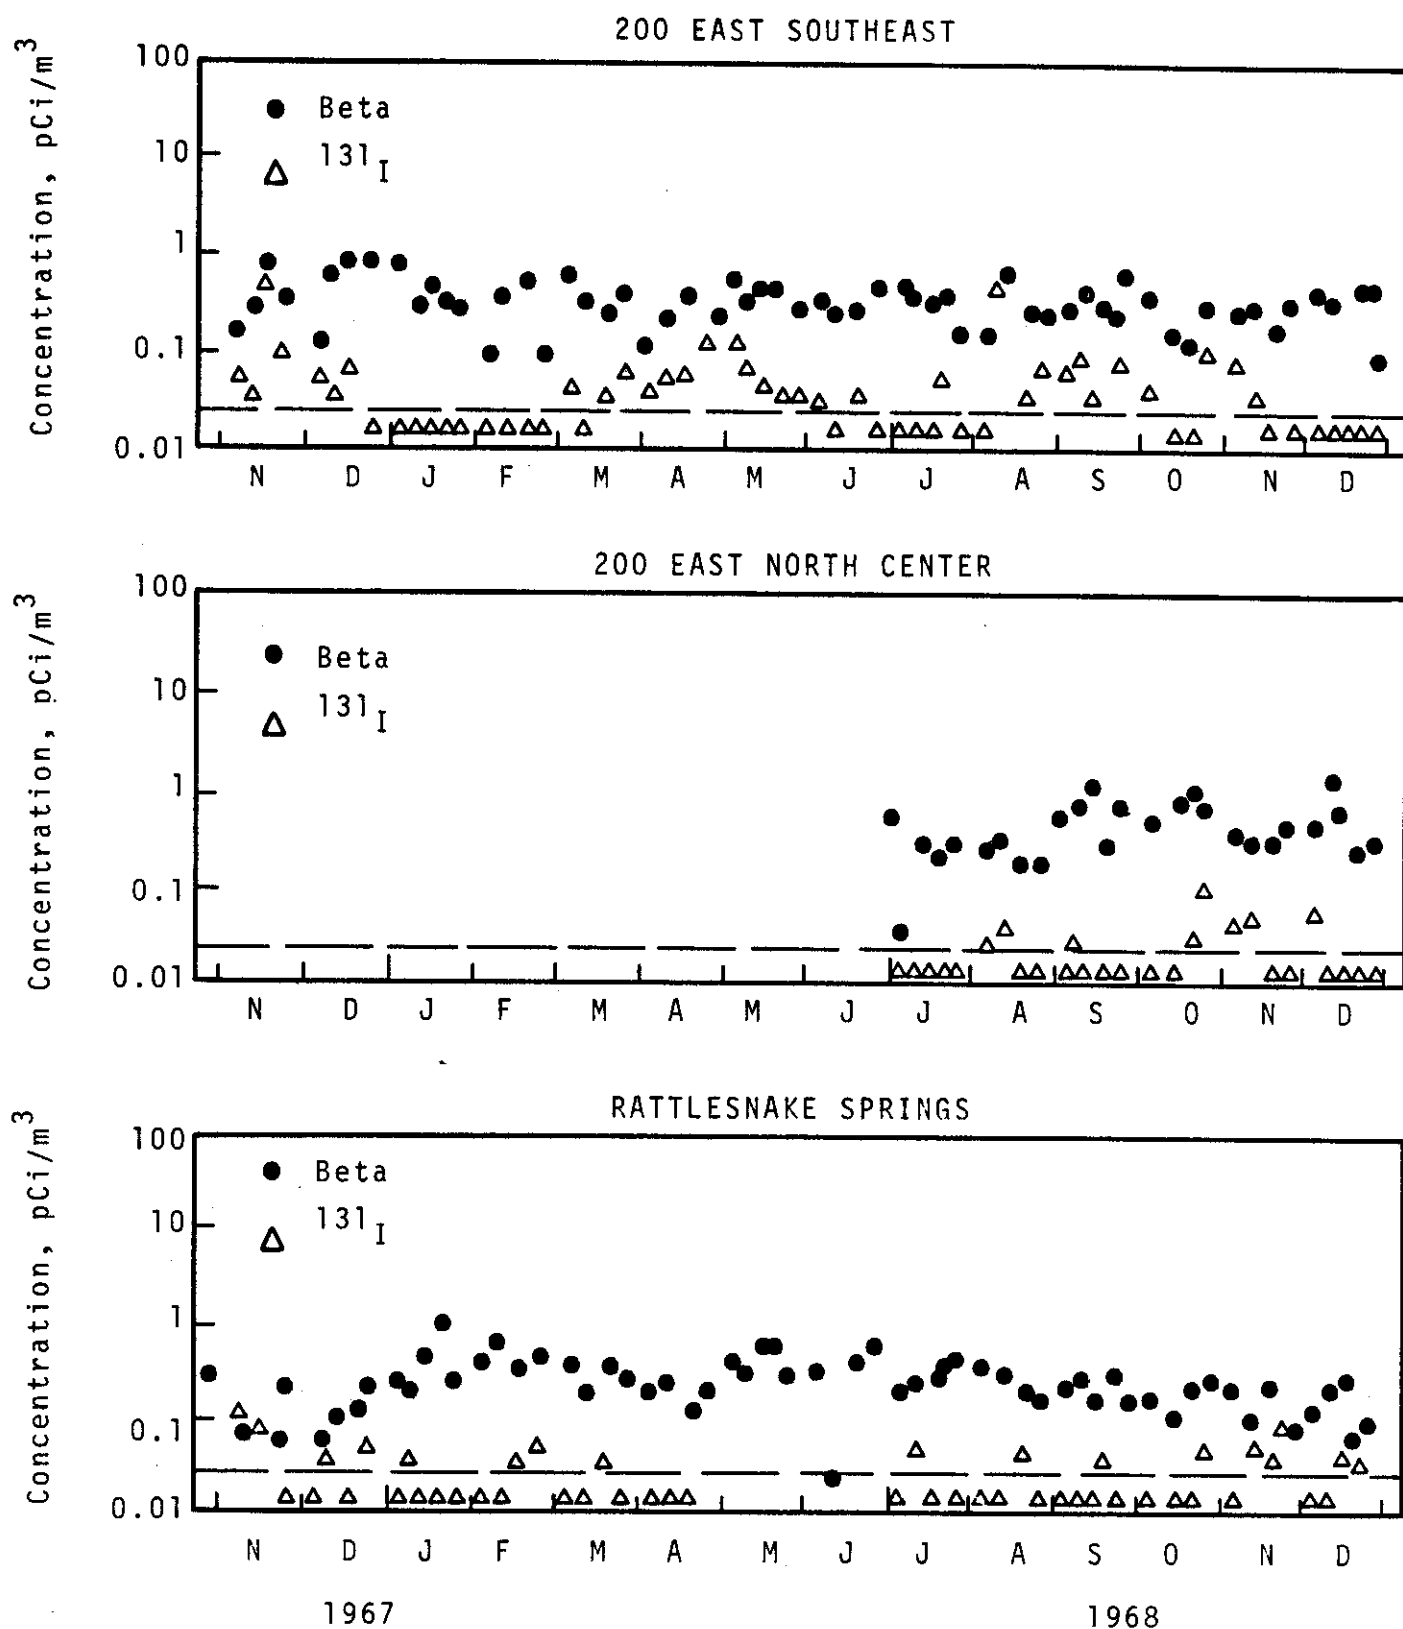 200 EAST SOUTHEAST
Concentration, pCi/m³
100
10
1
0.1
0.01
Beta
¹³¹I
N D J F M A M J J A S O N D
200 EAST NORTH CENTER
Concentration, pCi/m³
100
10
1
0.1
0.01
Beta
¹³¹I
N D J F M A M J J A S O N D
RATTLESNAKE SPRINGS
Concentration, pCi/m³
100
10
1
0.1
0.01
Beta
¹³¹I
N D J F M A M J J A S O N D
1967 1968